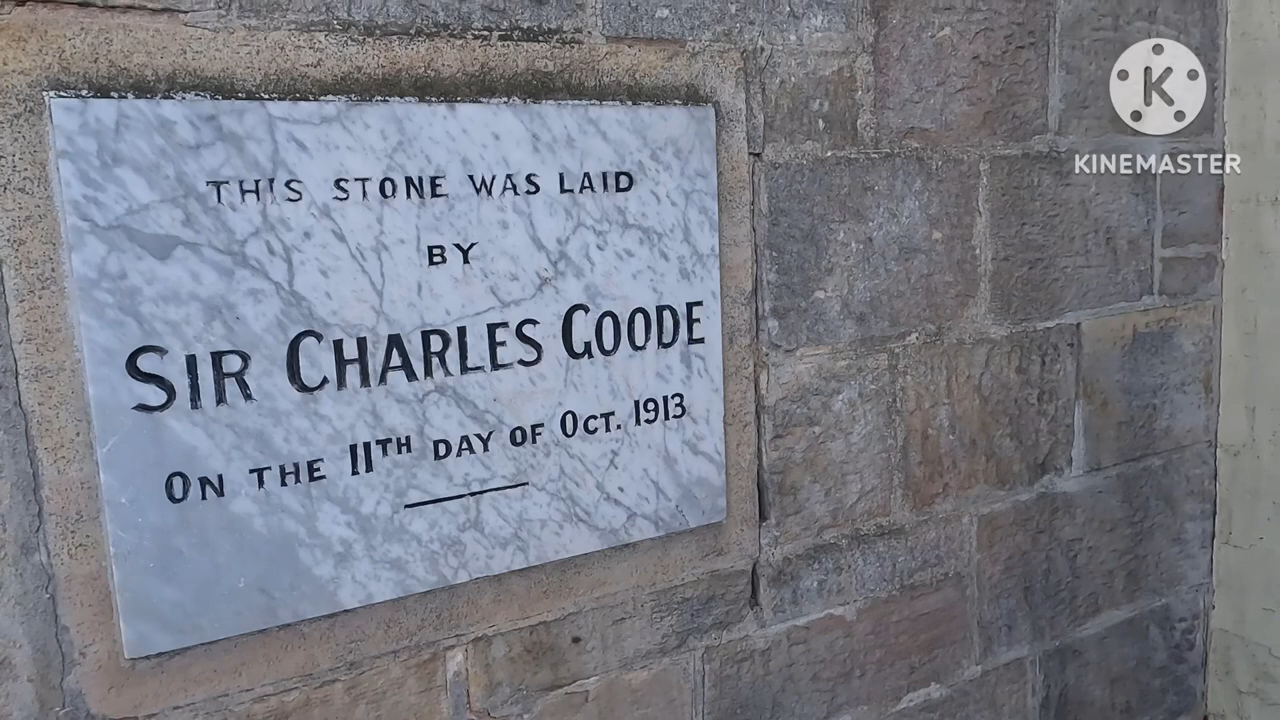 THIS STONE WAS LAID
BY
SIR CHARLES GOODE
ON THE 11TH DAY OF OCT. 1913
K
KINEMASTER